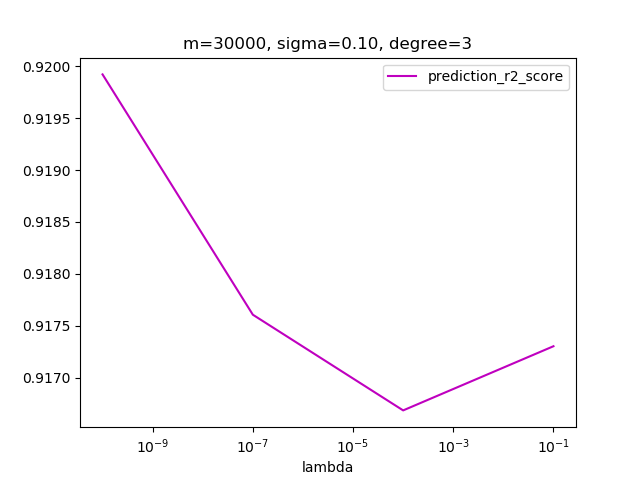 m=30000, sigma=0.10, degree=3
prediction_r2_score
0.9200
0.9195
0.9190
0.9185
0.9180
0.9175
0.9170
10⁻⁹ 10⁻⁷ 10⁻⁵ 10⁻³ 10⁻¹
lambda